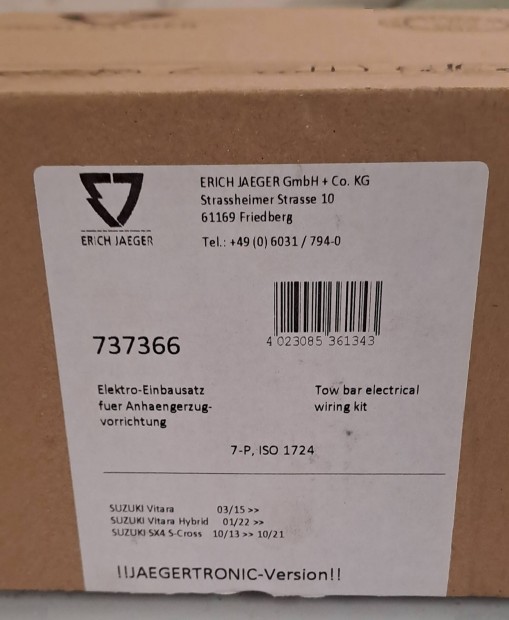 ERICH JAEGER
ERICH JAEGER GmbH + Co. KG
Strassheimer Strasse 10
61169 Friedberg
Tel.: +49 (0) 6031 / 794-0
4 023085 361343
737366
Elektro-Einbausatz
fuer Anhaengerzug-
vorrichtung
Tow bar electrical
wiring kit
7-P, ISO 1724
SUZUKI Vitara 03/15 >>
SUZUKI Vitara Hybrid 01/22 >>
SUZUKI SX4 S-Cross 10/13 >> 10/21
!!JAEGERTRONIC-Version!!